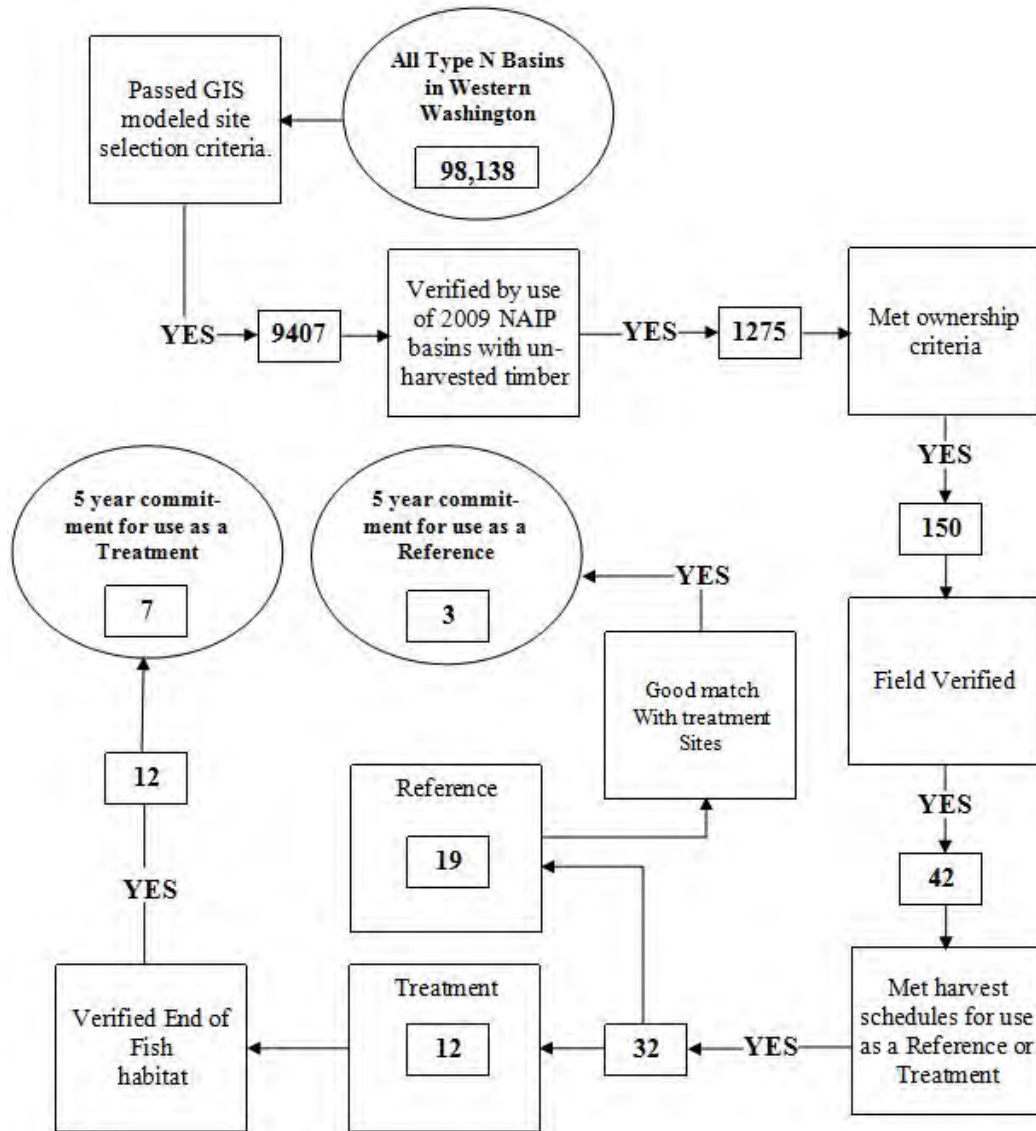 All Type N Basins
in Western
Washington
98,138
Passed GIS
modeled site
selection criteria.
YES
9407
Verified by use
of 2009 NAIP
basins with un-
harvested timber
YES
1275
Met ownership
criteria
YES
150
Field Verified
YES
42
Met harvest
schedules for use
as a Reference or
Treatment
YES
32
Reference
19
Good match
With treatment
Sites
YES
5 year commit-
ment for use as a
Reference
3
Treatment
12
Verified End of
Fish
habitat
YES
12
5 year commit-
ment for use as a
Treatment
7